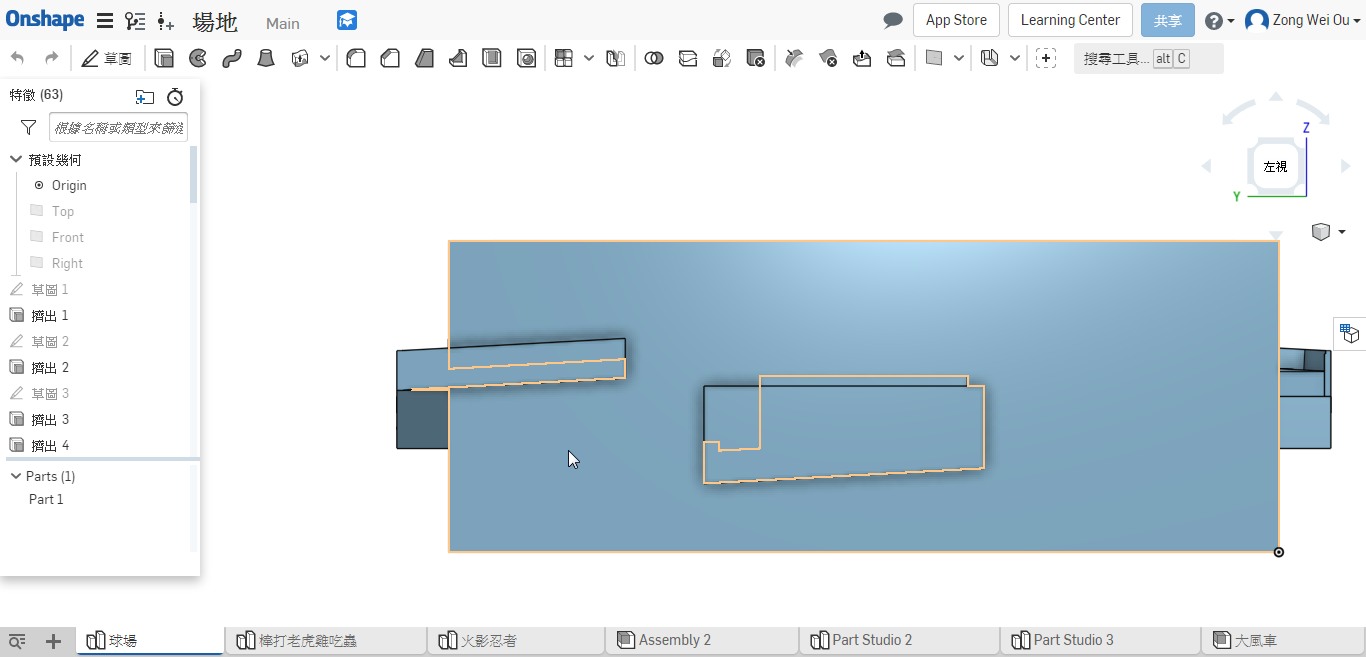 Onshape 場地 Main App Store Learning Center 共享 Zong Wei Ou
草圖 搜尋工具... alt C
特徵 (63)
根據名稱或類型來篩選
預設幾何
Origin
Top
Front
Right
草圖 1
擠出 1
草圖 2
擠出 2
草圖 3
擠出 3
擠出 4
Parts (1)
Part 1
Z
左視
Y
球場 棒打老虎雞吃蟲 火影忍者 Assembly 2 Part Studio 2 Part Studio 3 大風車